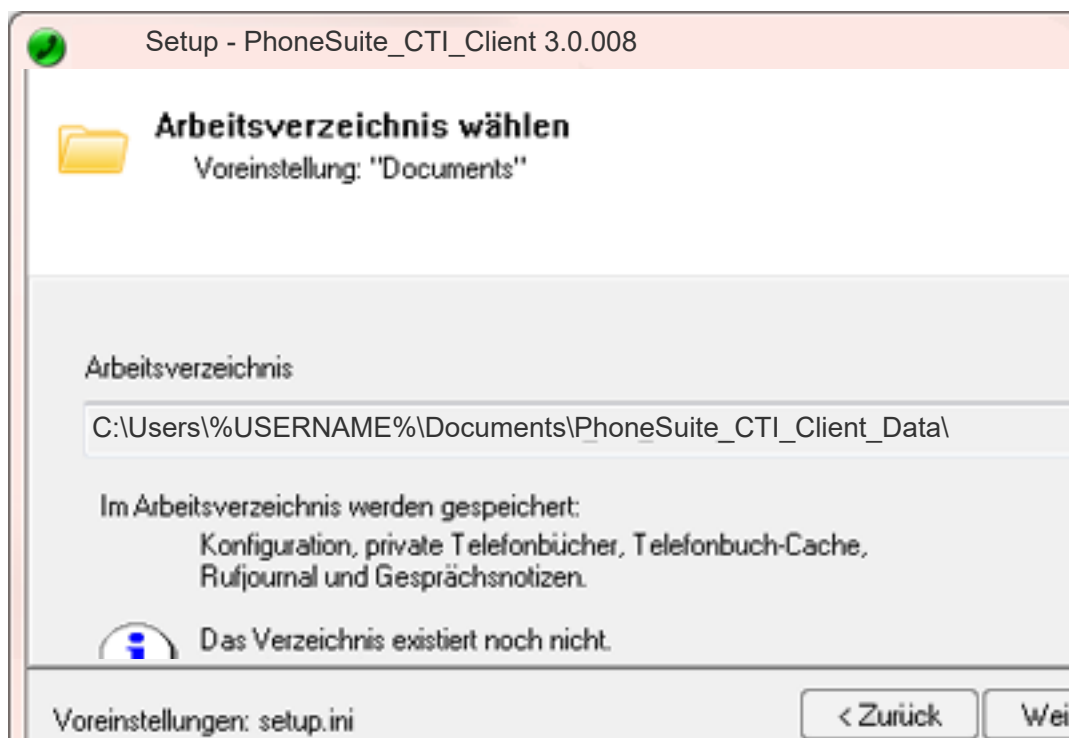 Setup - PhoneSuite_CTI_Client 3.0.008
Arbeitsverzeichnis wählen
Voreinstellung: "Documents"
Arbeitsverzeichnis
C:\Users\%USERNAME%\Documents\PhoneSuite_CTI_Client_Data\
Im Arbeitsverzeichnis werden gespeichert:
Konfiguration, private Telefonbücher, Telefonbuch-Cache,
Rufjournal und Gesprächsnotizen.
Das Verzeichnis existiert noch nicht.
Voreinstellungen: setup.ini
< Zurück
Wei